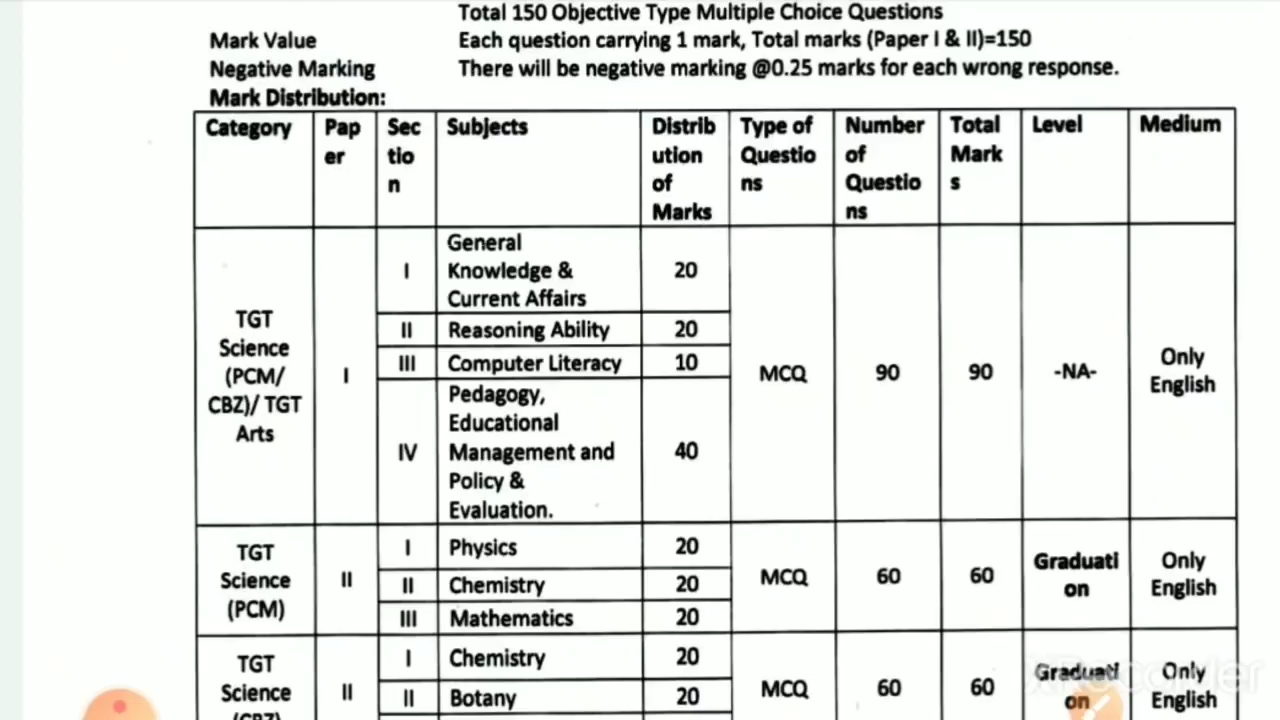 Total 150 Objective Type Multiple Choice Questions
Mark Value Each question carrying 1 mark, Total marks (Paper I & II)=150
Negative Marking There will be negative marking @0.25 marks for each wrong response.
Mark Distribution:
Category
Pap
er
Sec
tio
n
Subjects
Distrib
ution
of
Marks
Type of
Questio
ns
Number
of
Questio
ns
Total
Mark
s
Level
Medium
TGT
Science
(PCM/
CBZ)/ TGT
Arts
I
I
General
Knowledge &
Current Affairs
20
II
Reasoning Ability
20
III
Computer Literacy
10
IV
Pedagogy,
Educational
Management and
Policy &
Evaluation.
40
MCQ
90
90
-NA-
Only
English
TGT
Science
(PCM)
II
I
Physics
20
II
Chemistry
20
III
Mathematics
20
MCQ
60
60
Graduati
on
Only
English
TGT
Science
(CBZ)
II
I
Chemistry
20
II
Botany
20
MCQ
60
60
Graduati
on
Only
English
XRecorder